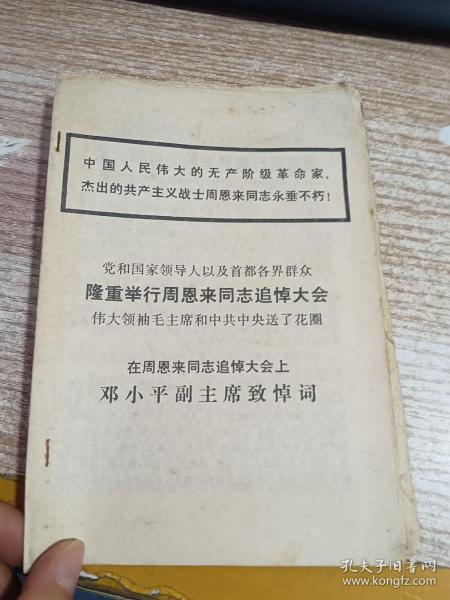 中国人民伟大的无产阶级革命家、
杰出的共产主义战士周恩来同志永垂不朽！
党和国家领导人以及首都各界群众
隆重举行周恩来同志追悼大会
伟大领袖毛主席和中共中央送了花圈
在周恩来同志追悼大会上
邓小平副主席致悼词
孔夫子旧书网
www.kongfz.com